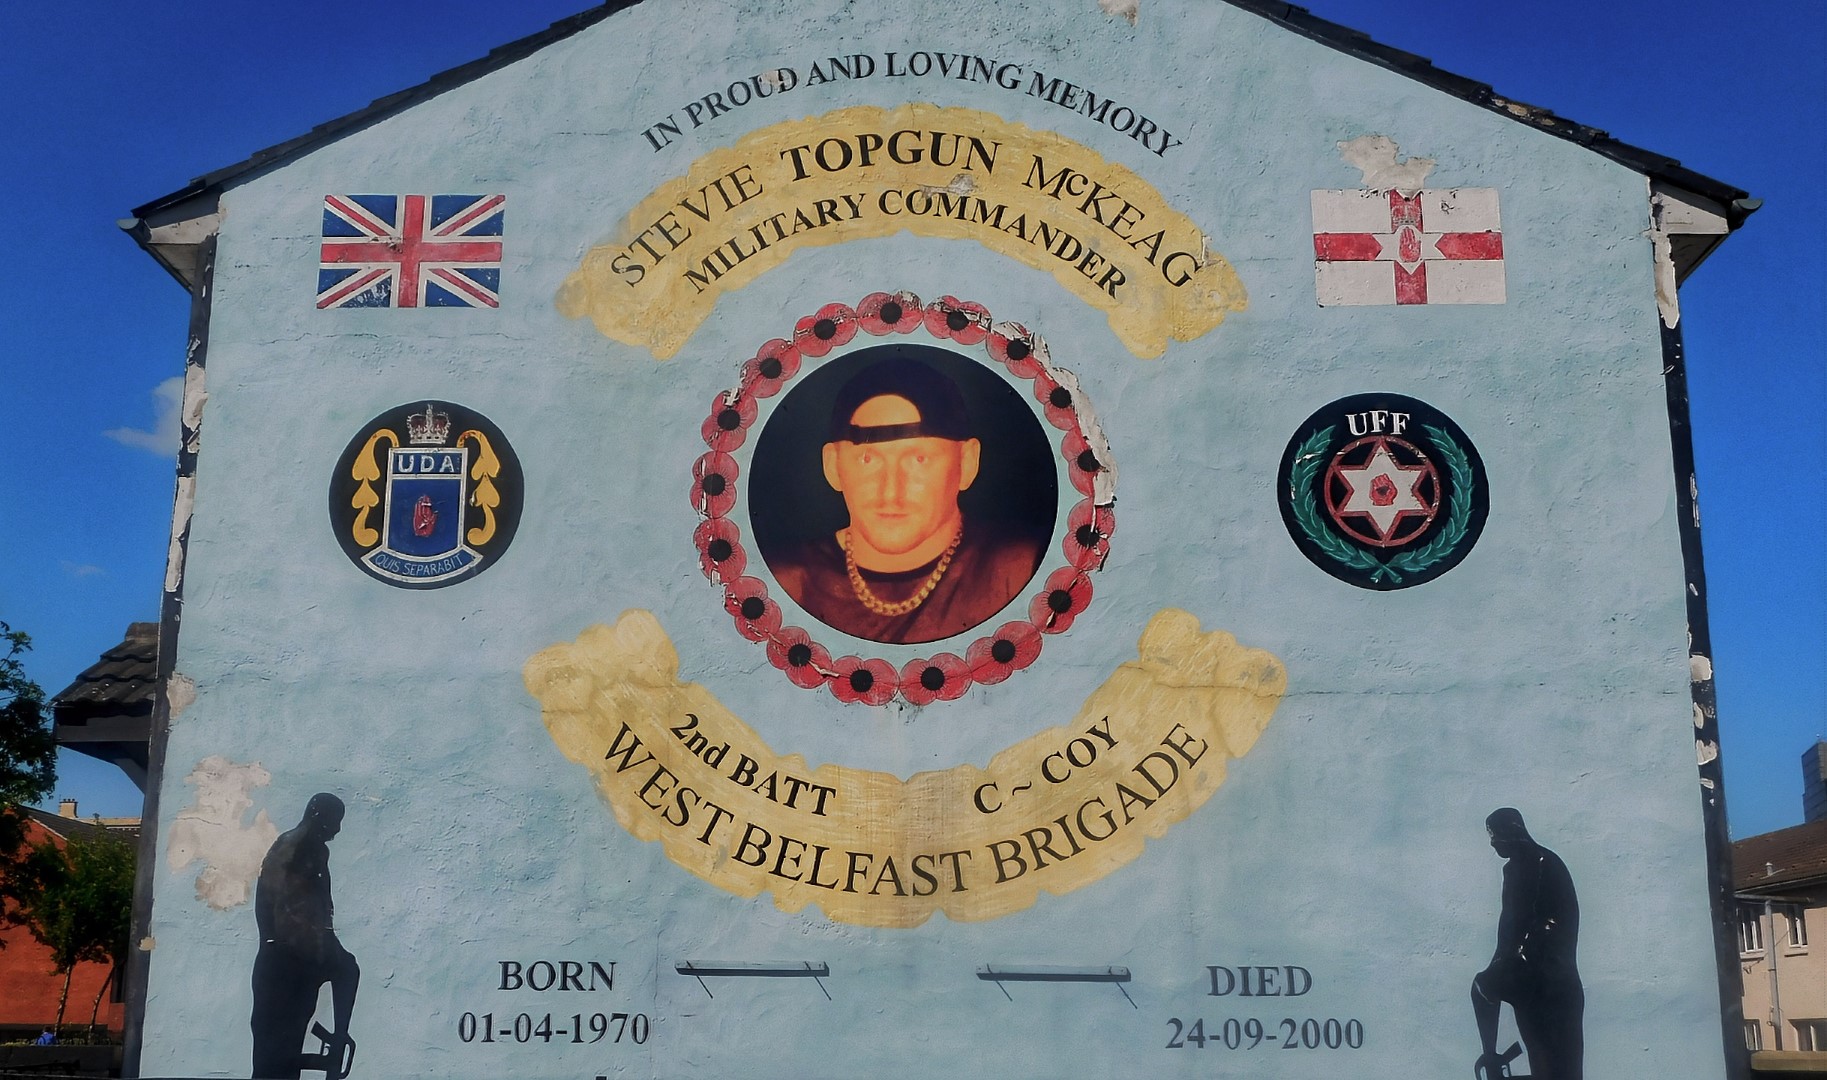 IN PROUD AND LOVING MEMORY
STEVIE TOPGUN McKEAG
MILITARY COMMANDER
UDA
QUIS SEPARABIT
UFF
2nd BATT C~COY
WEST BELFAST BRIGADE
BORN
01-04-1970
DIED
24-09-2000